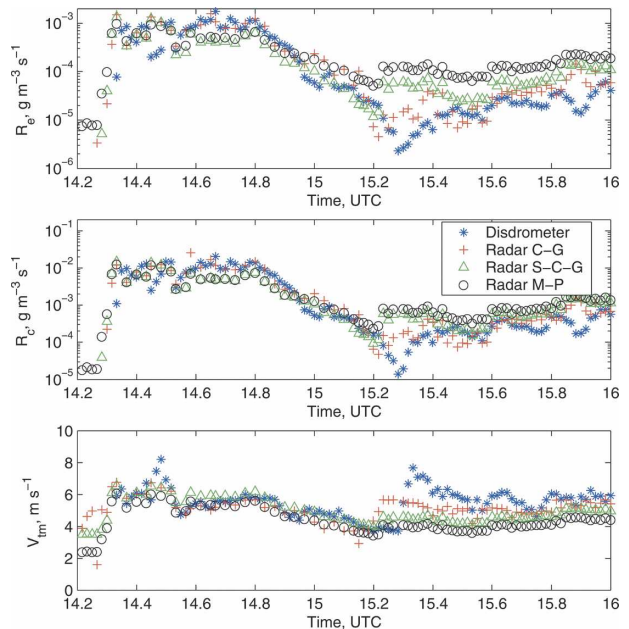 10⁻³
10⁻⁴
10⁻⁵
10⁻⁶
Rₑ, g m⁻³ s⁻¹
14.2 14.4 14.6 14.8 15 15.2 15.4 15.6 15.8 16
Time, UTC
10⁻¹
10⁻²
10⁻³
10⁻⁴
10⁻⁵
R꜀, g m⁻³ s⁻¹
Disdrometer
Radar C-G
Radar S-C-G
Radar M-P
14.2 14.4 14.6 14.8 15 15.2 15.4 15.6 15.8 16
Time, UTC
10
8
6
4
2
0
Vₜₘ, m s⁻¹
14.2 14.4 14.6 14.8 15 15.2 15.4 15.6 15.8 16
Time, UTC